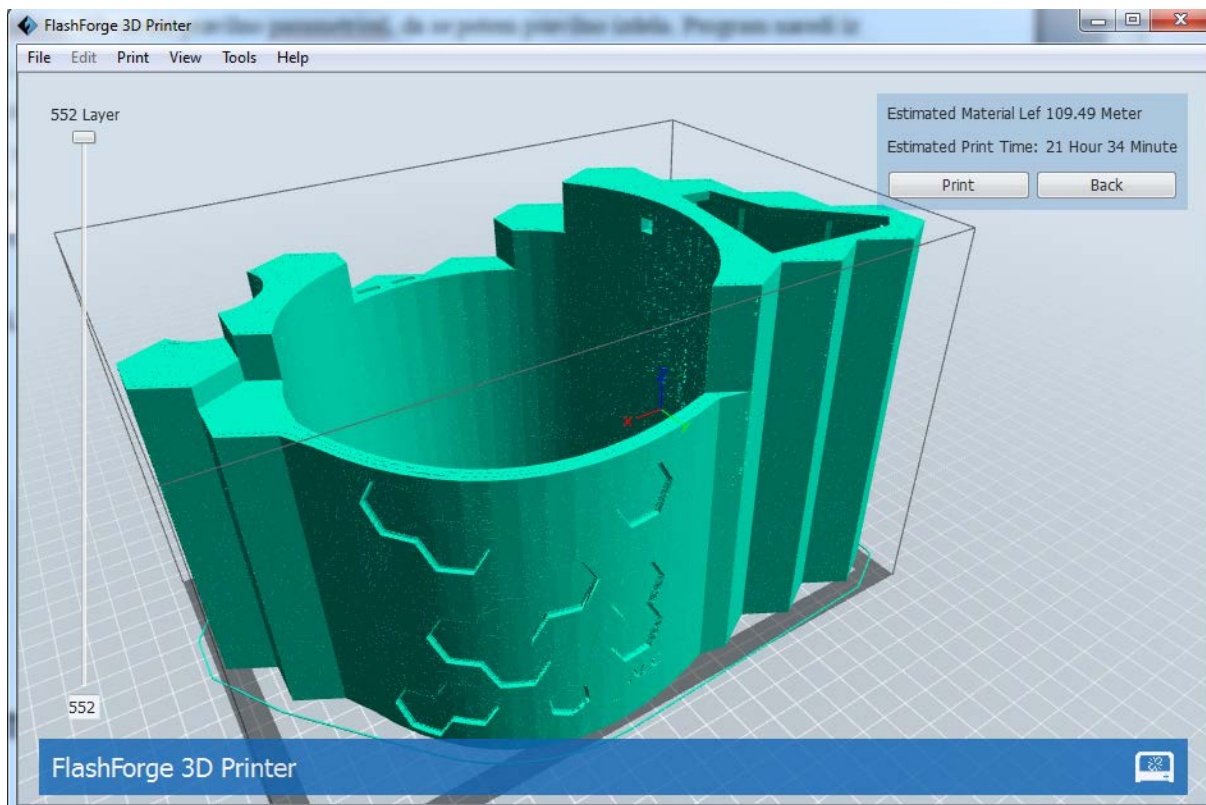 FlashForge 3D Printer
File Edit Print View Tools Help
552 Layer
Estimated Material Lef 109.49 Meter
Estimated Print Time: 21 Hour 34 Minute
Print Back
X
552
FlashForge 3D Printer